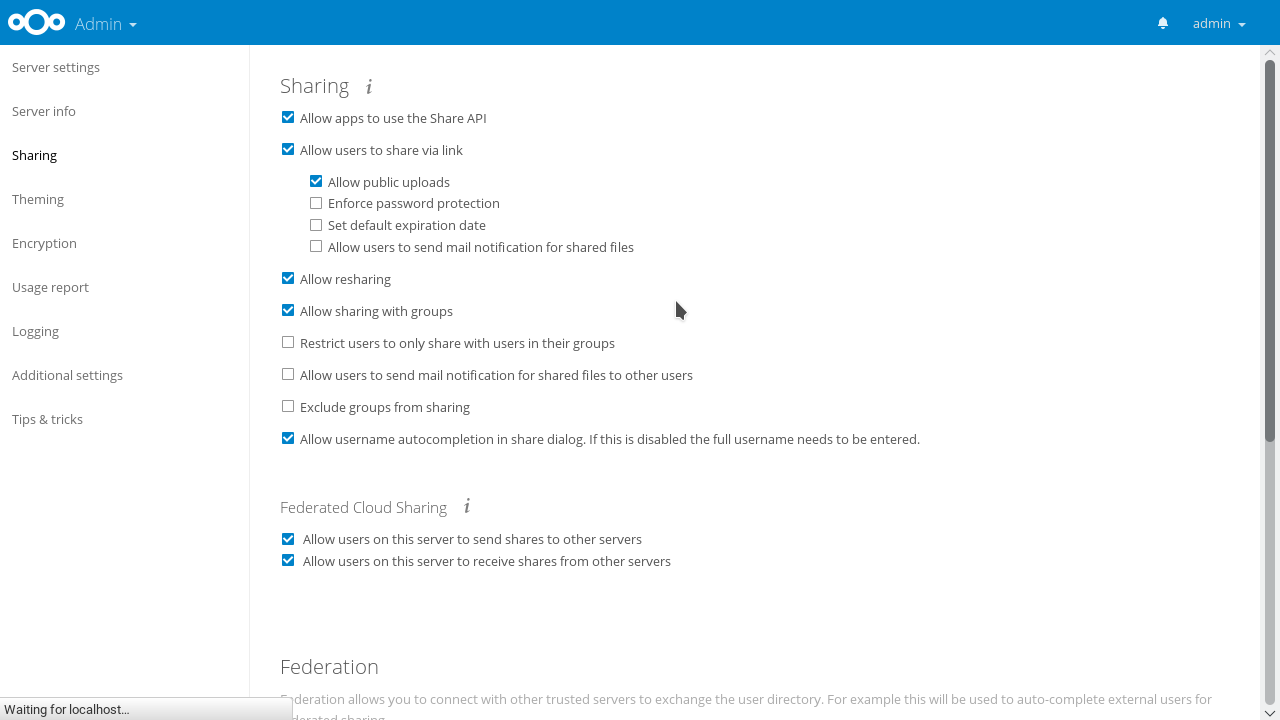 Admin
admin
Server settings
Server info
Sharing
Theming
Encryption
Usage report
Logging
Additional settings
Tips & tricks
Sharing i
Allow apps to use the Share API
Allow users to share via link
Allow public uploads
Enforce password protection
Set default expiration date
Allow users to send mail notification for shared files
Allow resharing
Allow sharing with groups
Restrict users to only share with users in their groups
Allow users to send mail notification for shared files to other users
Exclude groups from sharing
Allow username autocompletion in share dialog. If this is disabled the full username needs to be entered.
Federated Cloud Sharing i
Allow users on this server to send shares to other servers
Allow users on this server to receive shares from other servers
Federation
Federation allows you to connect with other trusted servers to exchange the user directory. For example this will be used to auto-complete external users for
federated sharing.
Waiting for localhost...